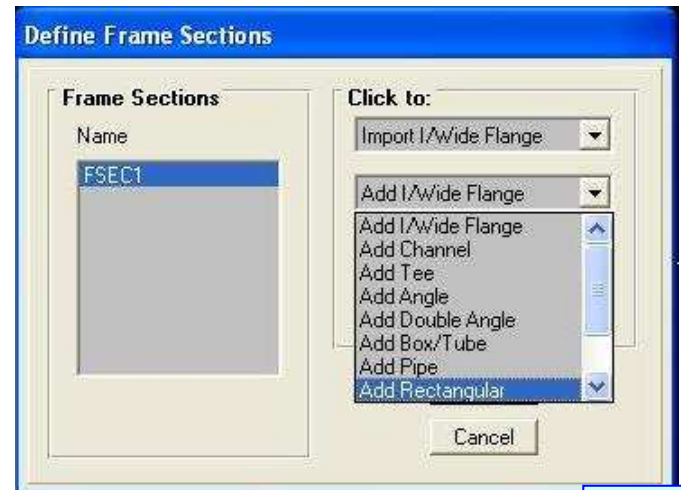 Define Frame Sections
Frame Sections
Name
FSEC1
Click to:
Import I/Wide Flange
Add I/Wide Flange
Add I/Wide Flange
Add Channel
Add Tee
Add Angle
Add Double Angle
Add Box/Tube
Add Pipe
Add Rectangular
Cancel